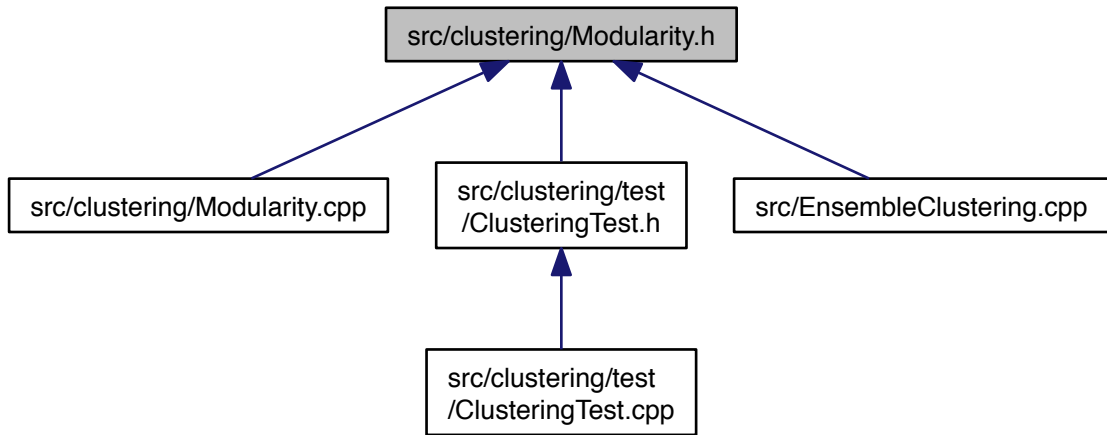 src/clustering/Modularity.h
src/clustering/Modularity.cpp
src/clustering/test
/ClusteringTest.h
src/EnsembleClustering.cpp
src/clustering/test
/ClusteringTest.cpp